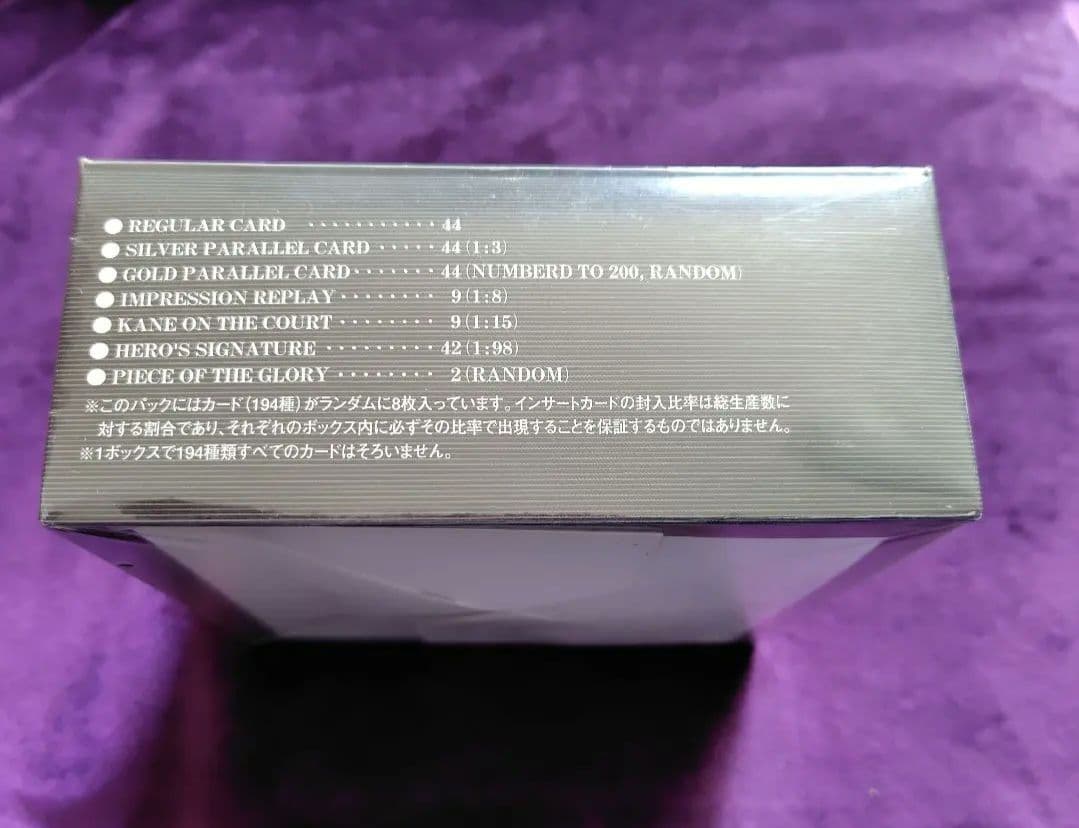 ●REGULAR CARD ············ 44
●SILVER PARALLEL CARD ····· 44(1:3)
●GOLD PARALLEL CARD······· 44(NUMBERD TO 200, RANDOM)
●IMPRESSION REPLAY········ 9(1:8)
●KANE ON THE COURT ········ 9(1:15)
●HERO'S SIGNATURE ········· 42(1:98)
●PIECE OF THE GLORY········ 2(RANDOM)
※このパックにはカード(194種)がランダムに8枚入っています。インサートカードの封入比率は総生産数に
対する割合であり、それぞれのボックス内に必ずその比率で出現することを保証するものではありません。
※1ボックスで194種類すべてのカードはそろいません。